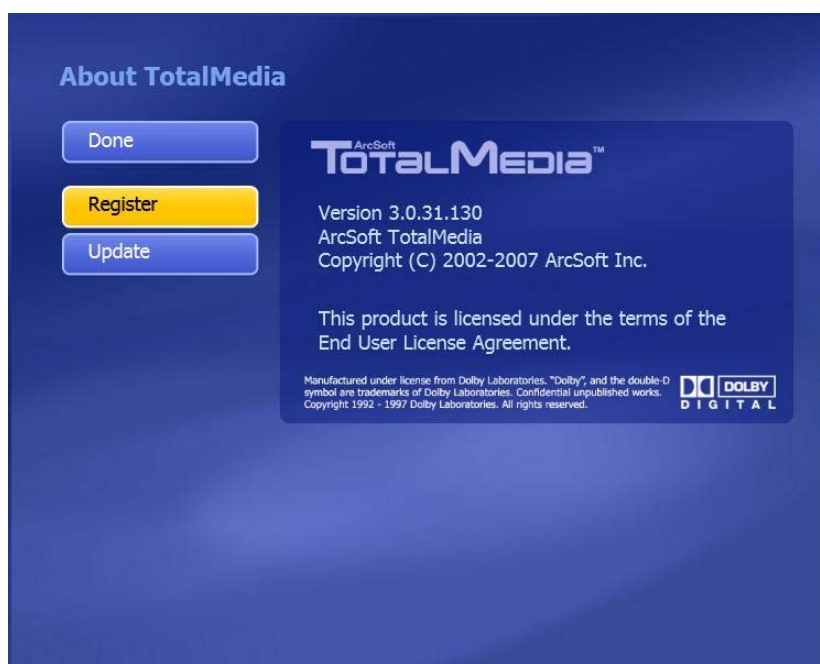 About TotalMedia
Done
Register
Update
ArcSoft
TOTALMEDIA™
Version 3.0.31.130
ArcSoft TotalMedia
Copyright (C) 2002-2007 ArcSoft Inc.
This product is licensed under the terms of the
End User License Agreement.
Manufactured under license from Dolby Laboratories. "Dolby", and the double-D
symbol are trademarks of Dolby Laboratories. Confidential unpublished works.
Copyright 1992 - 1997 Dolby Laboratories. All rights reserved.
DOLBY
DIGITAL